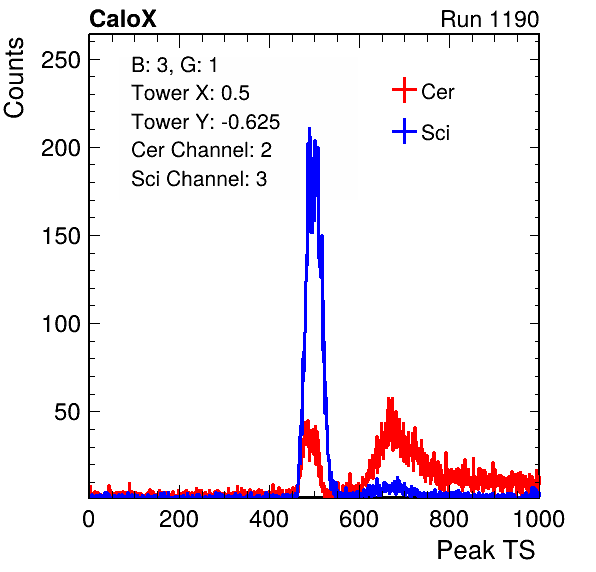 CaloX Run 1190
B: 3, G: 1
Tower X: 0.5
Tower Y: -0.625
Cer Channel: 2
Sci Channel: 3
Cer
Sci
Counts
250
200
150
100
50
0 200 400 600 800 1000
Peak TS